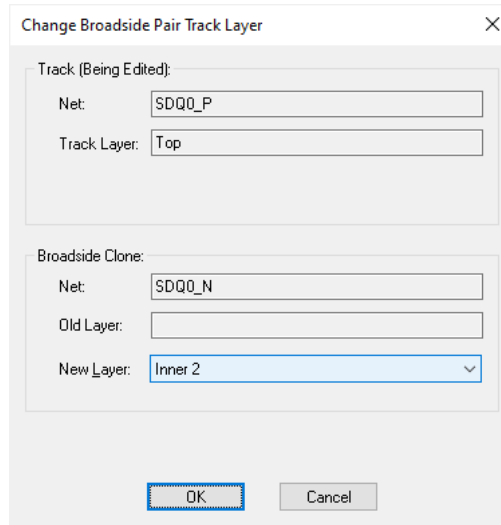 Change Broadside Pair Track Layer
Track (Being Edited):
Net: SDQ0_P
Track Layer: Top
Broadside Clone:
Net: SDQ0_N
Old Layer:
New Layer: Inner 2
OK Cancel